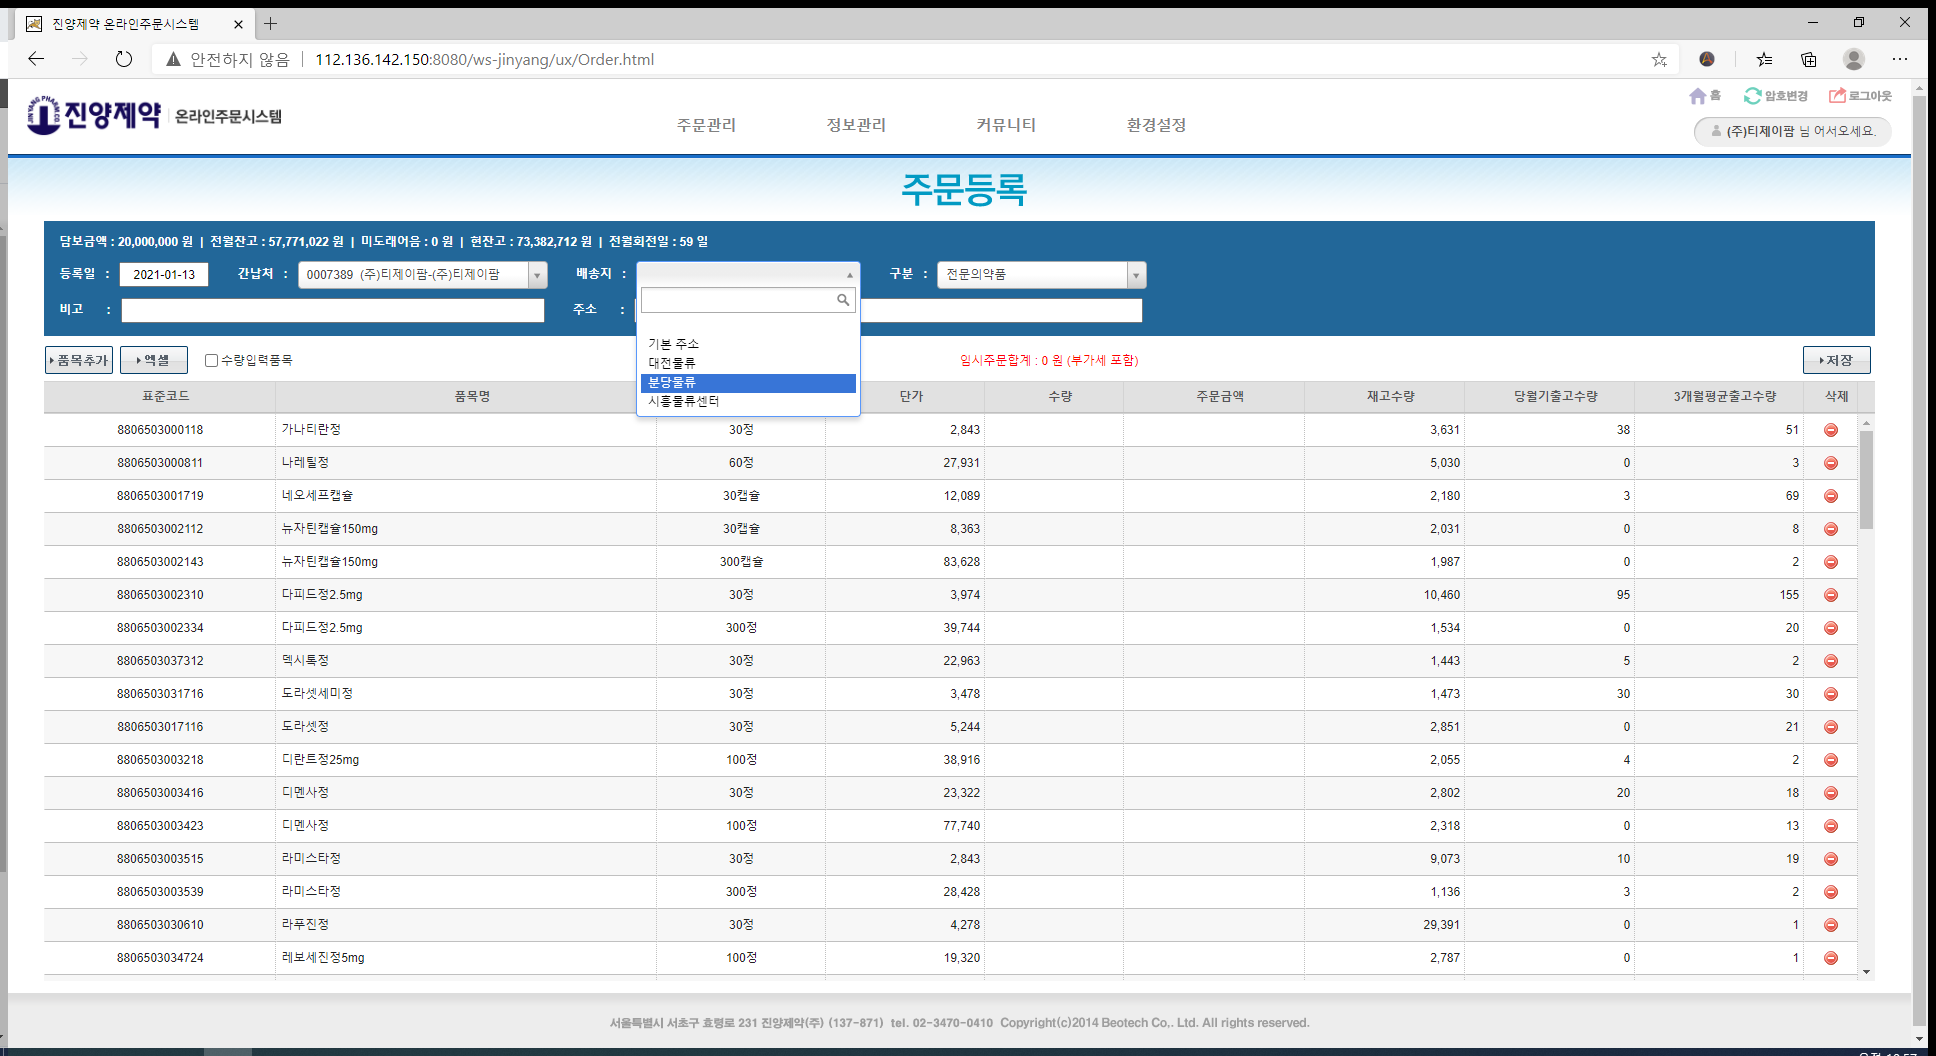 진양제약 온라인주문시스템
안전하지 않음 | 112.136.142.150:8080/ws-jinyang/ux/Order.html
홈 암호변경 로그아웃
JINYANG PHARM.CO 진양제약 온라인주문시스템
주문관리 정보관리 커뮤니티 환경설정
(주)티제이팜 님 어서오세요.
주문등록
담보금액 : 20,000,000 원 | 전월잔고 : 57,771,022 원 | 미도래어음 : 0 원 | 현잔고 : 73,382,712 원 | 전월회전일 : 59 일
등록일 : 2021-01-13 간납처 : 0007389 (주)티제이팜-(주)티제이팜 배송지 : 구분 : 전문의약품
비고 : 주소 :
기본 주소
대전물류
분당물류
시흥물류센터
품목추가 엑셀 수량입력품목 임시주문합계 : 0 원 (부가세 포함) 저장
표준코드 품목명 단가 수량 주문금액 재고수량 당월기출고수량 3개월평균출고수량 삭제
8806503000118 가나티란정 30정 2,843 3,631 38 51
8806503000811 나레틸정 60정 27,931 5,030 0 3
8806503001719 네오세프캡슐 30캡슐 12,089 2,180 3 69
8806503002112 뉴자틴캡슐150mg 30캡슐 8,363 2,031 0 8
8806503002143 뉴자틴캡슐150mg 300캡슐 83,628 1,987 0 2
8806503002310 다피드정2.5mg 30정 3,974 10,460 95 155
8806503002334 다피드정2.5mg 300정 39,744 1,534 0 20
8806503037312 덱시톡정 30정 22,963 1,443 5 2
8806503031716 도라셋세미정 30정 3,478 1,473 30 30
8806503017116 도라셋정 30정 5,244 2,851 0 21
8806503003218 디란트정25mg 100정 38,916 2,055 4 2
8806503003416 디멘사정 30정 23,322 2,802 20 18
8806503003423 디멘사정 100정 77,740 2,318 0 13
8806503003515 라미스타정 30정 2,843 9,073 10 19
8806503003539 라미스타정 300정 28,428 1,136 3 2
8806503030610 라푸진정 30정 4,278 29,391 0 1
8806503034724 레보세진정5mg 100정 19,320 2,787 0 1
서울특별시 서초구 효령로 231 진양제약(주) (137-871) tel. 02-3470-0410 Copyright(c)2014 Beotech Co,. Ltd. All rights reserved.